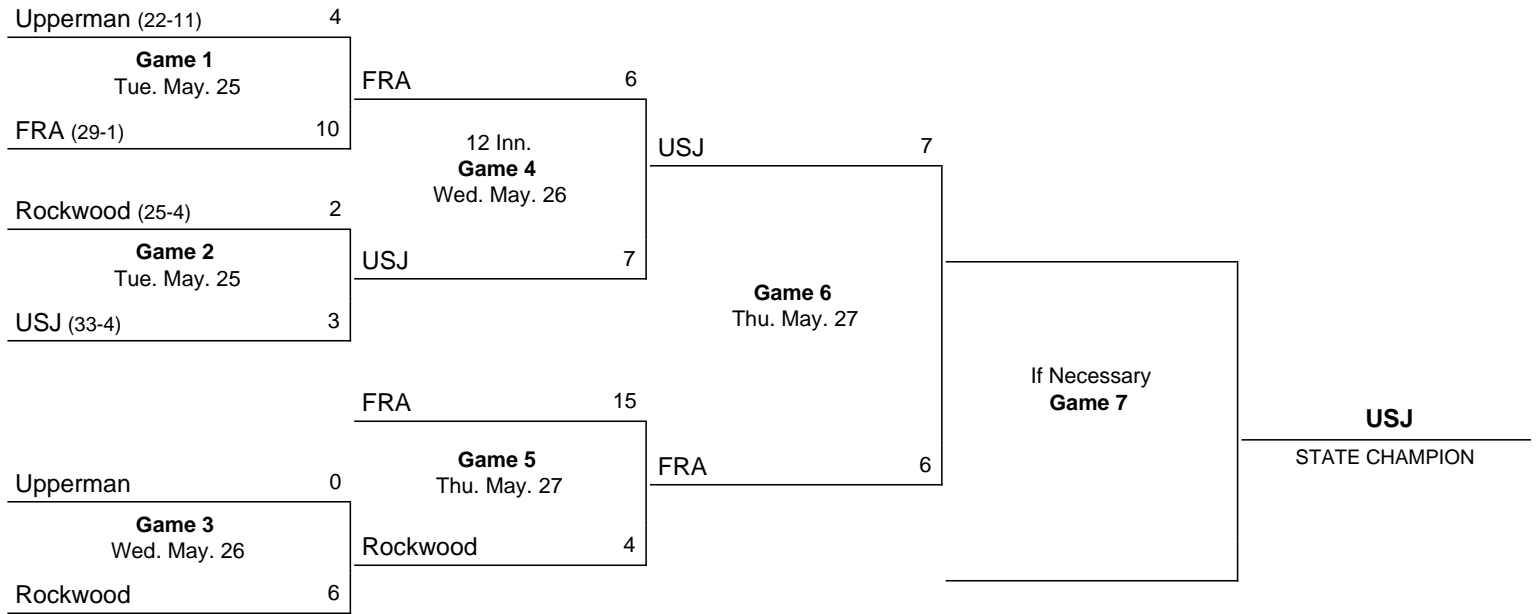 Upperman (22-11) 4
Game 1
Tue. May. 25
FRA (29-1) 10
Rockwood (25-4) 2
Game 2
Tue. May. 25
USJ (33-4) 3
Upperman 0
Game 3
Wed. May. 26
Rockwood 6
FRA 6
12 Inn.
Game 4
Wed. May. 26
USJ 7
FRA 15
Game 5
Thu. May. 27
Rockwood 4
USJ 7
Game 6
Thu. May. 27
FRA 6
If Necessary
Game 7
USJ
STATE CHAMPION